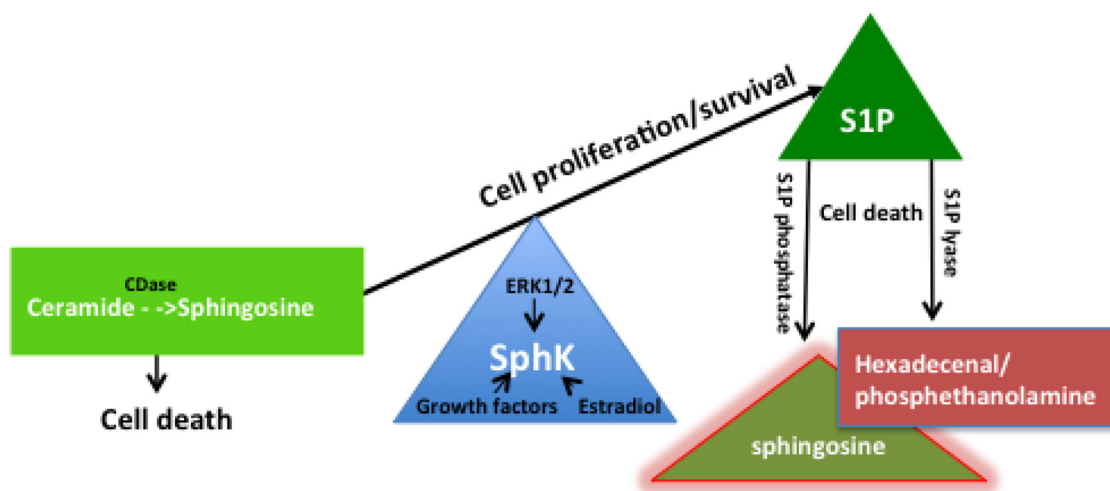 Cell proliferation/survival
S1P
CDase
Ceramide - ->Sphingosine
Cell death
ERK1/2
SphK
Growth factors
Estradiol
S1P phosphatase
Cell death
S1P lyase
Hexadecenal/
phosphethanolamine
sphingosine